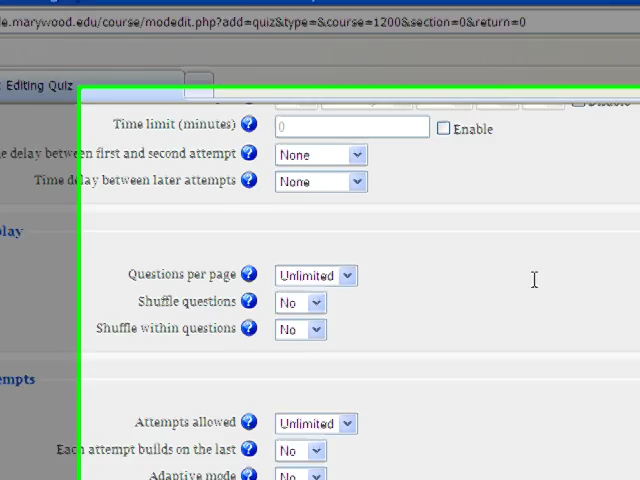 le.marywood.edu/course/modedit.php?add=quiz&type=&course=1200&section=0&return=0
Editing Quiz
Time limit (minutes) ? 0 Enable
e delay between first and second attempt ? None
Time delay between later attempts ? None
play
Questions per page ? Unlimited
Shuffle questions ? No
Shuffle within questions ? No
empts
Attempts allowed ? Unlimited
Each attempt builds on the last ? No
Adaptive mode ? No